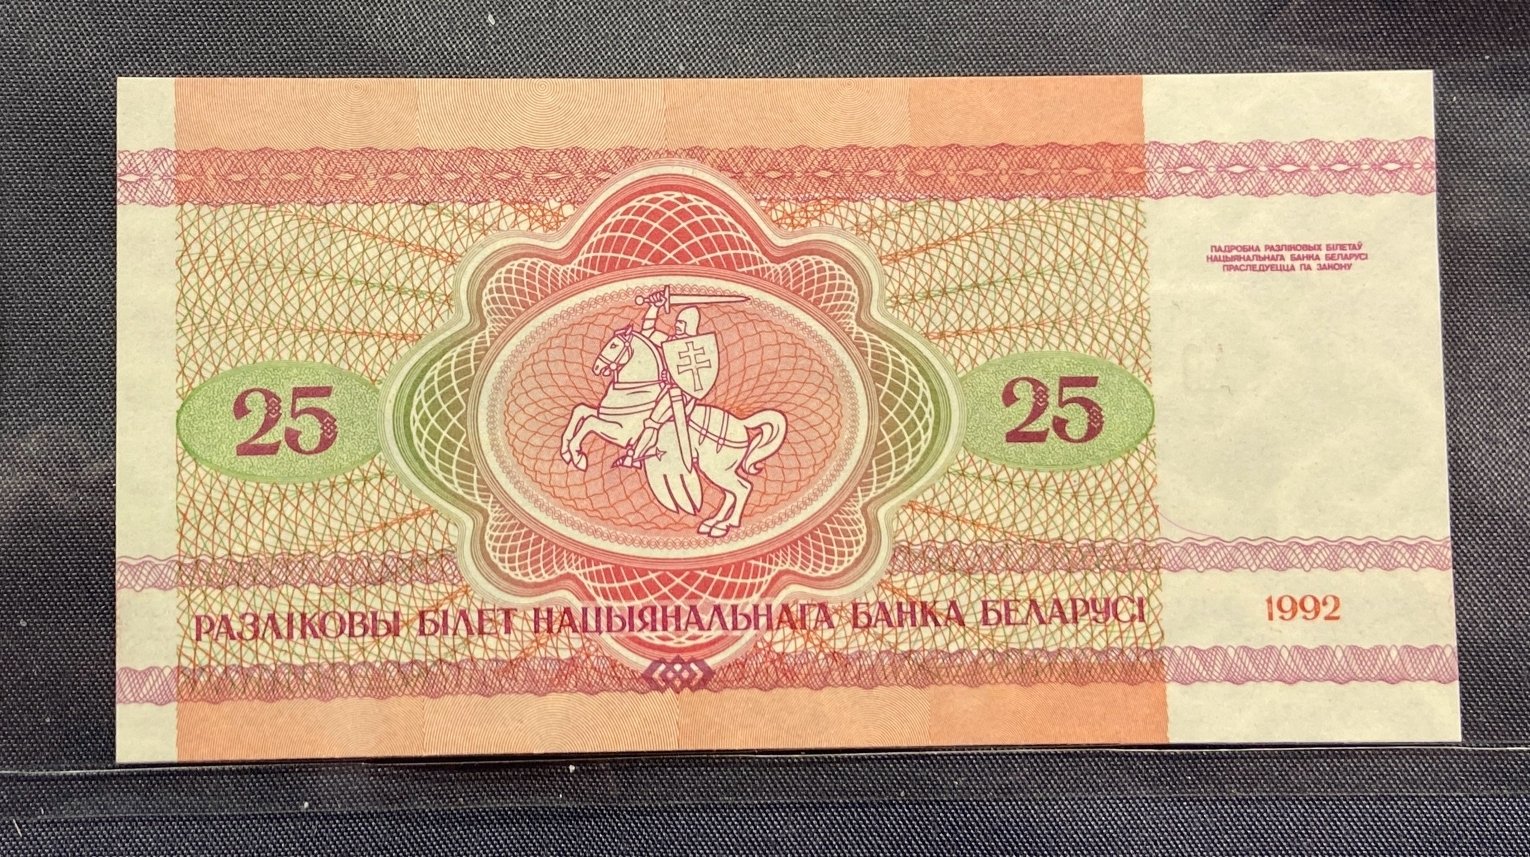 ПАДРОБКА РАЗЛІКОВЫХ БІЛЕТАЎ
НАЦЫЯНАЛЬНАГА БАНКА БЕЛАРУСІ
ПРАСЛЕДУЕЦЦА ПА ЗАКОНУ
25
25
РАЗЛІКОВЫ БІЛЕТ НАЦЫЯНАЛЬНАГА БАНКА БЕЛАРУСІ
1992